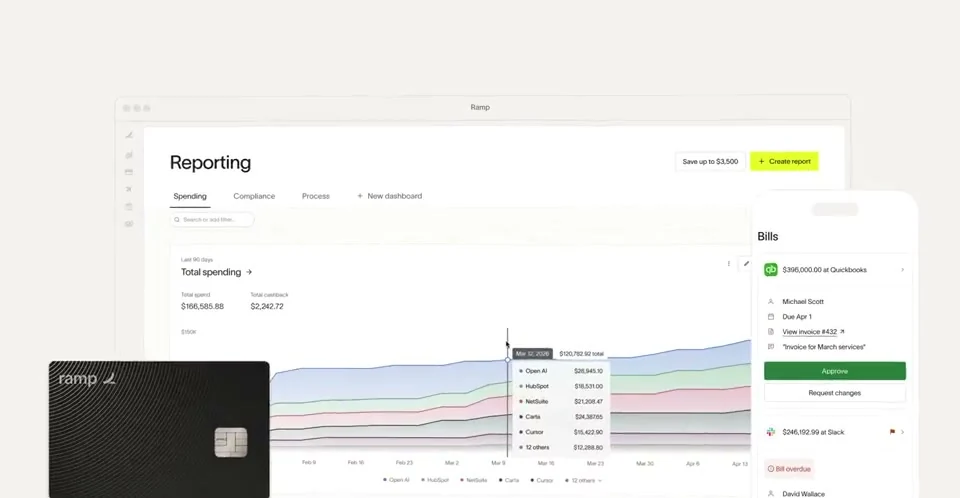 Ramp
Reporting
Save up to $3,500
+ Create report
Spending
Compliance
Process
+ New dashboard
Search or add filter...
Last 90 days
Total spending →
Total spend
Total cashback
$166,585.88
$2,242.72
$150K
Mar 12, 2026
$120,782.92 total
Open AI $28,945.10
HubSpot $18,531.00
NetSuite $21,208.47
Carta $24,387.65
Cursor $15,422.90
12 others $12,288.80
Feb 9
Feb 16
Feb 23
Mar 2
Mar 9
Mar 16
Mar 23
Mar 30
Apr 6
Apr 13
Open AI
HubSpot
NetSuite
Carta
Cursor
12 others
ramp
Bills
qb
$396,000.00 at Quickbooks
Michael Scott
Due Apr 1
View invoice #432
"Invoice for March services"
Approve
Request changes
$246,192.99 at Slack
Bill overdue
David Wallace